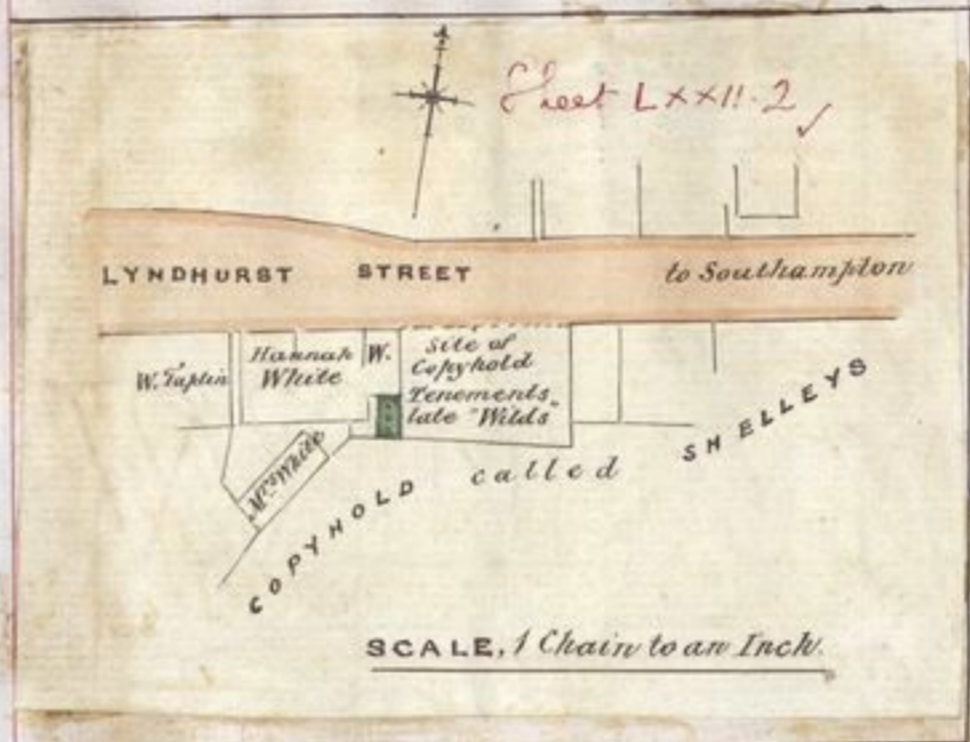 Sheet LXXII.2
LYNDHURST STREET to Southampton
W. Taplin
Hannah
White
W.
Site of
Copyhold
Tenements,
late "Wilds"
Mrs White
COPYHOLD called SHELLEYS
SCALE, 1 Chain to an Inch.